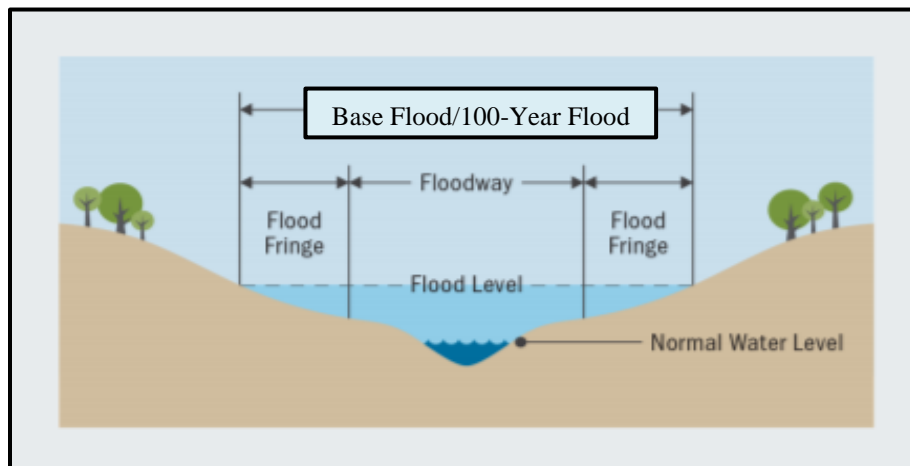 Base Flood/100-Year Flood
Floodway
Flood
Fringe
Flood
Fringe
Flood Level
Normal Water Level